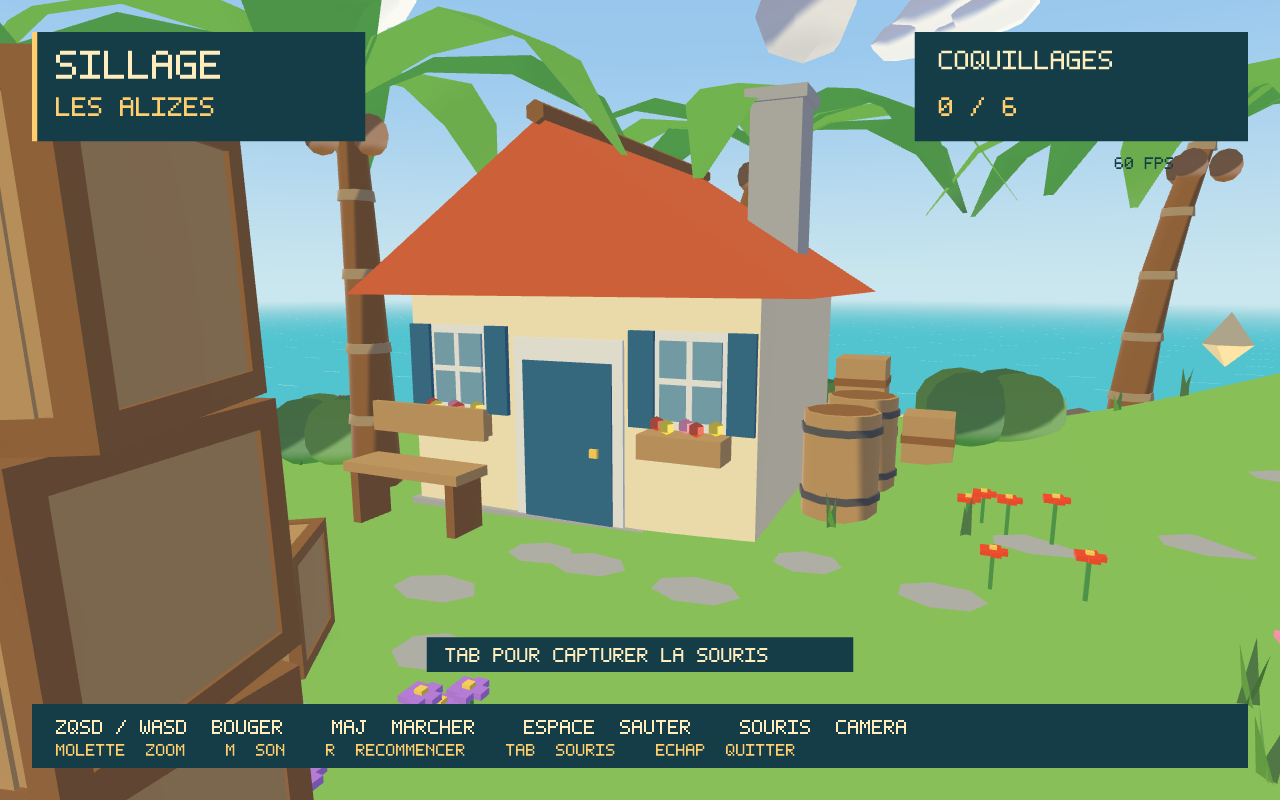 SILLAGE
LES ALIZES
COQUILLAGES
0 / 6
60 FPS
TAB POUR CAPTURER LA SOURIS
ZQSD / WASD BOUGER MAJ MARCHER ESPACE SAUTER SOURIS CAMERA
MOLETTE ZOOM M SON R RECOMMENCER TAB SOURIS ECHAP QUITTER